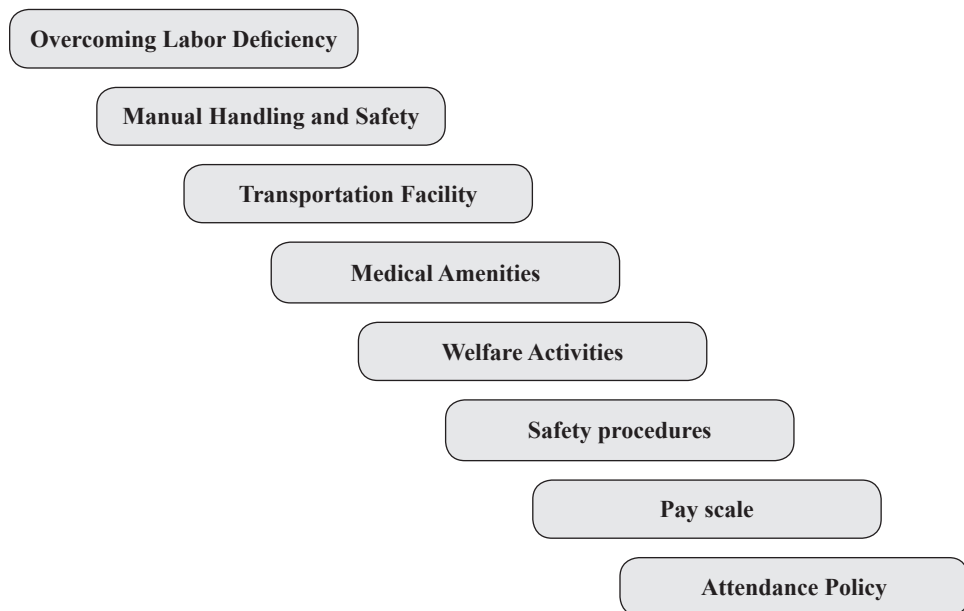 Overcoming Labor Deficiency
Manual Handling and Safety
Transportation Facility
Medical Amenities
Welfare Activities
Safety procedures
Pay scale
Attendance Policy